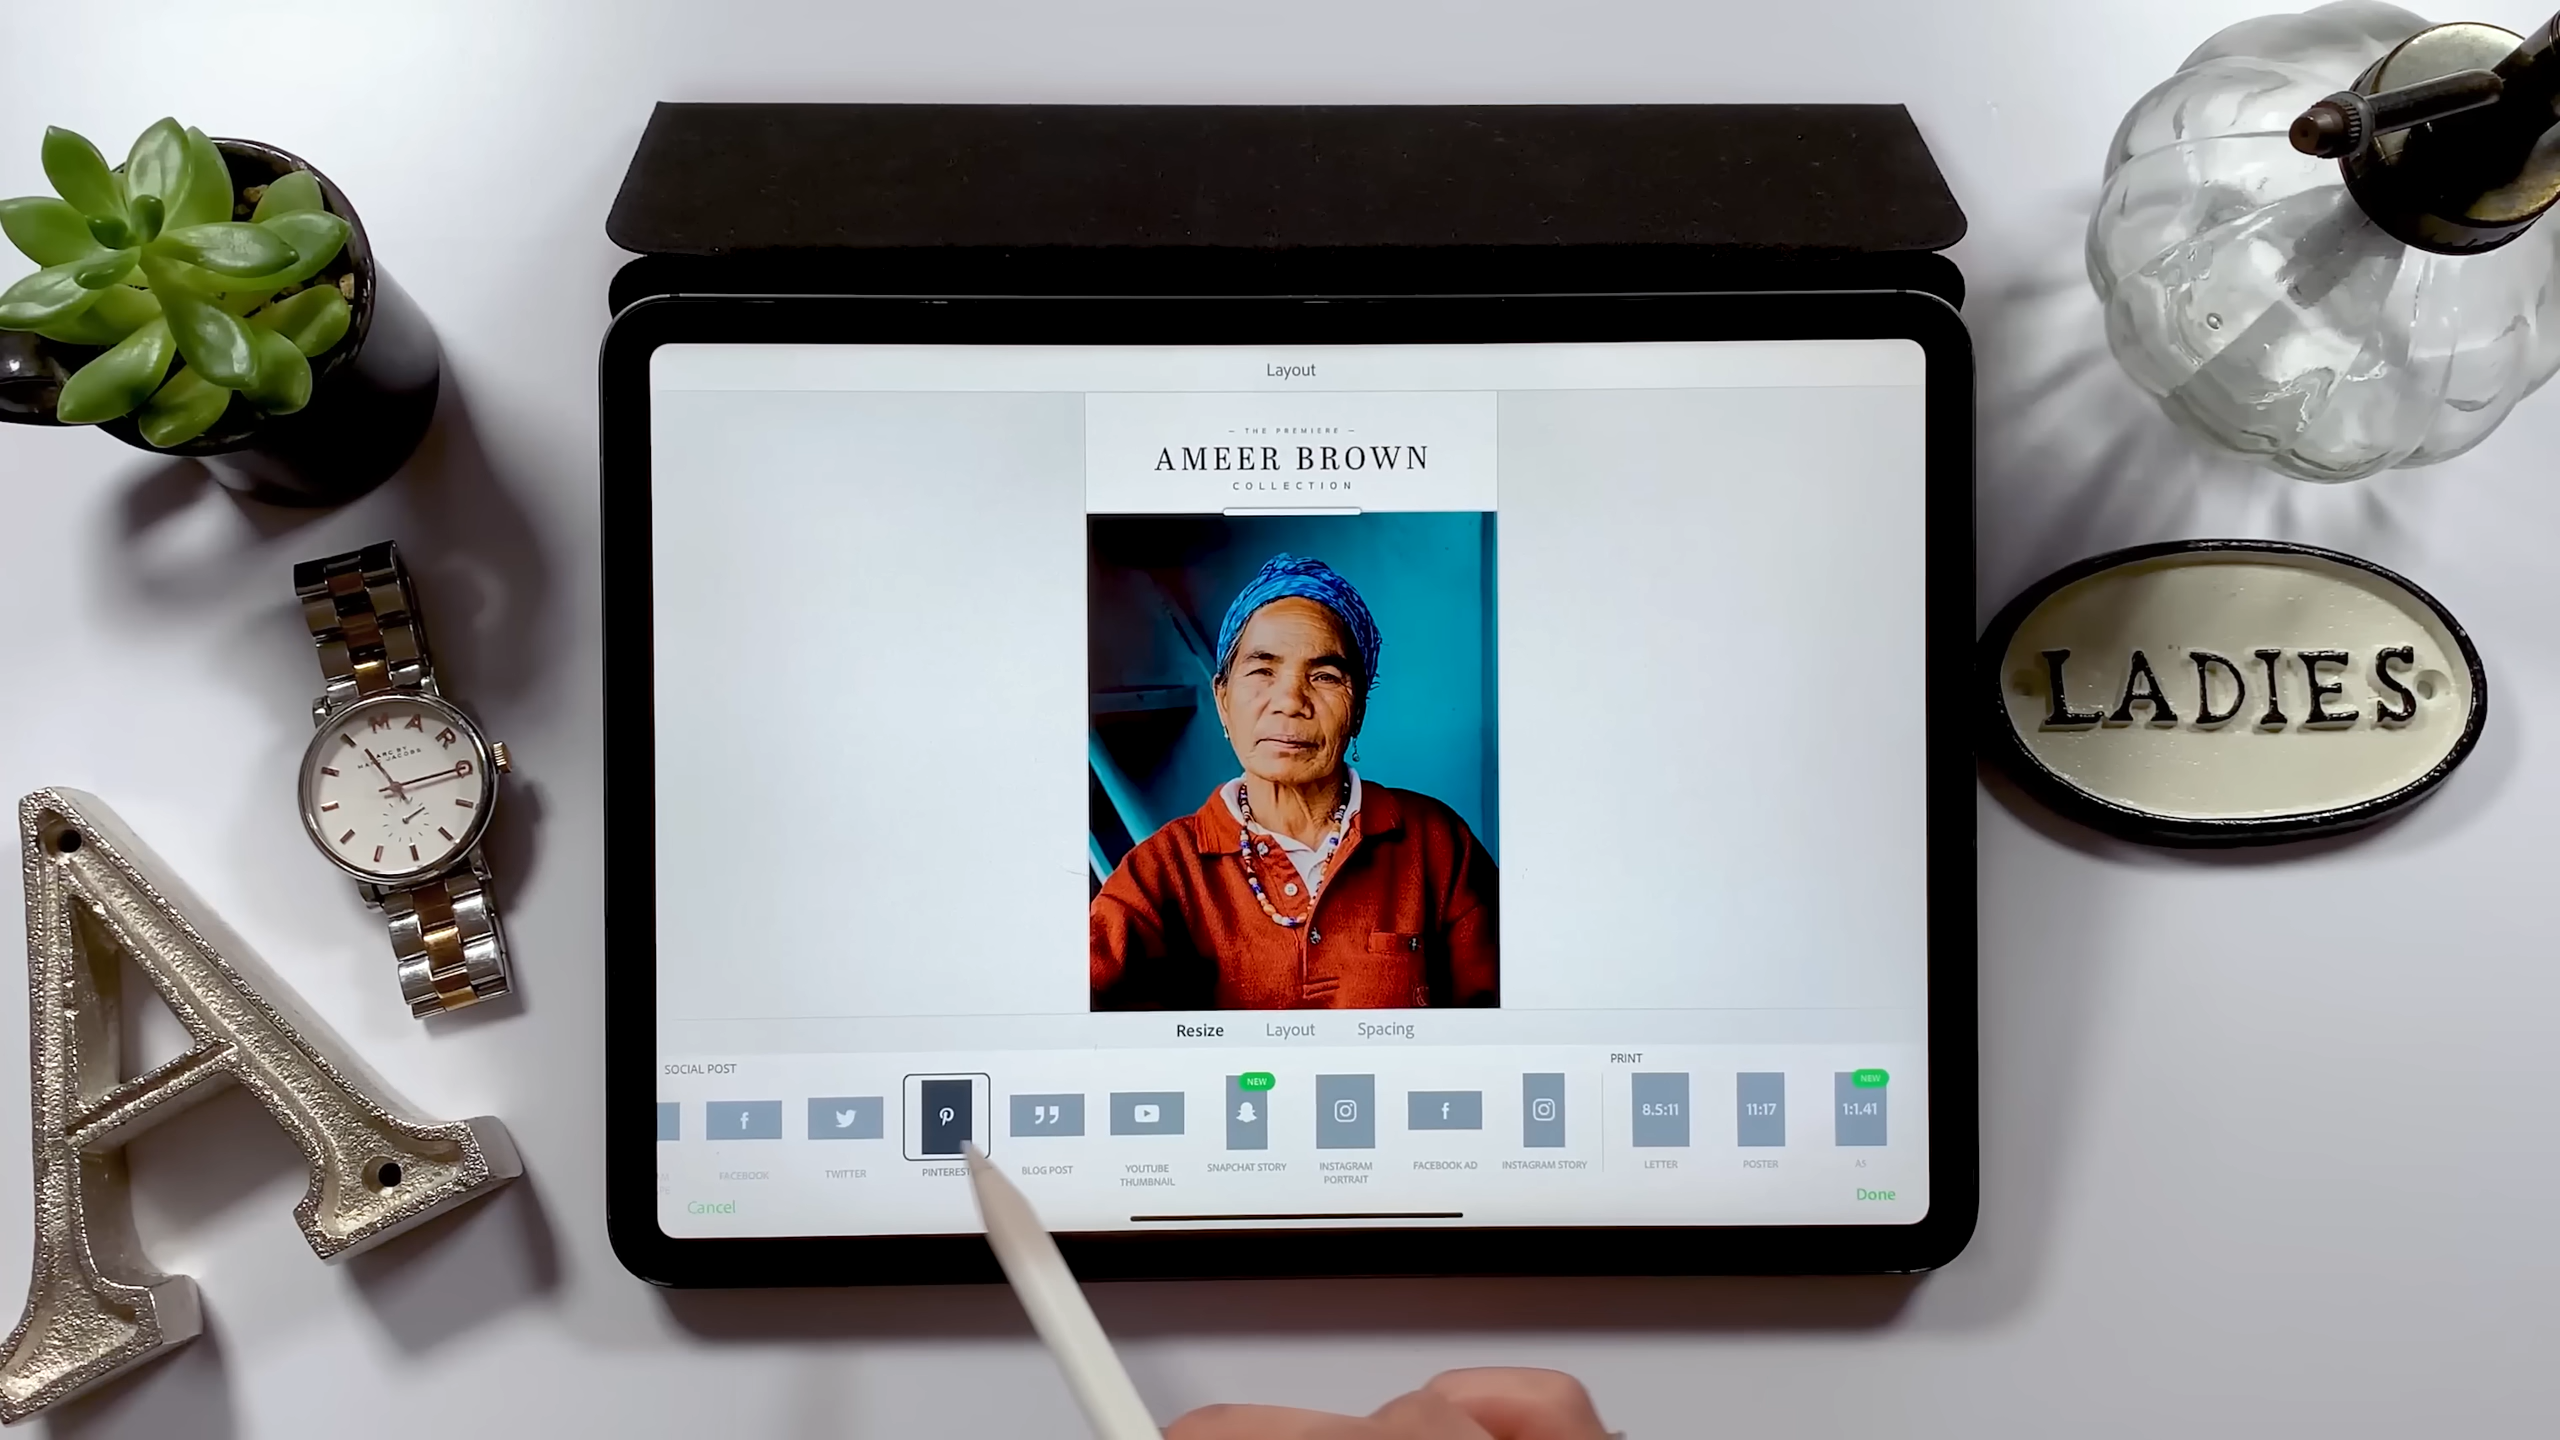 Layout
— THE PREMIERE —
AMEER BROWN
COLLECTION
Resize Layout Spacing
SOCIAL POST
PRINT
NEW
NEW
8.5:11
11:17
1:1.41
FACEBOOK
TWITTER
PINTEREST
BLOG POST
YOUTUBE
THUMBNAIL
SNAPCHAT STORY
INSTAGRAM
PORTRAIT
FACEBOOK AD
INSTAGRAM STORY
LETTER
POSTER
A5
Cancel
Done
MARC BY
MARC JACOBS
M A R C
LADIES
A